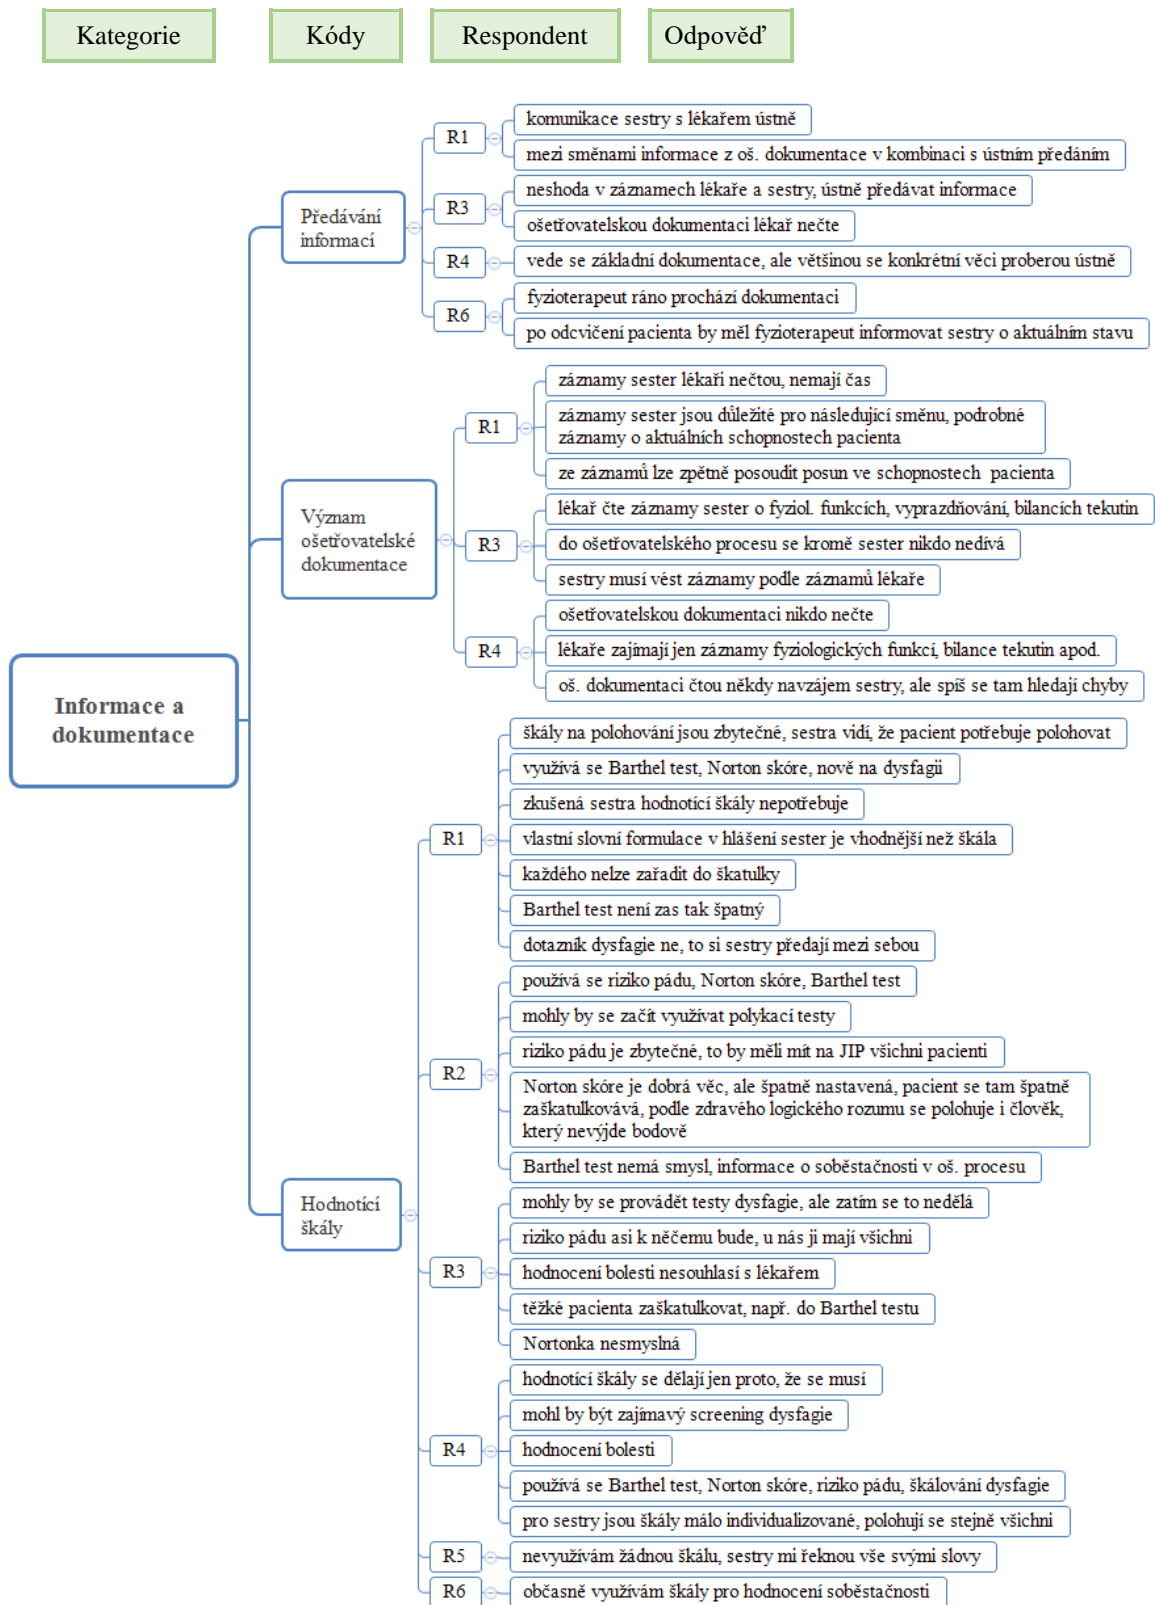 Kategorie
Kódy
Respondent
Odpověď
Informace a
dokumentace
Předávání
informací
R1
komunikace sestry s lékařem ústně
mezi směnami informace z oš. dokumentace v kombinaci s ústním předáním
R3
neshoda v záznamech lékaře a sestry, ústně předávat informace
ošetřovatelskou dokumentaci lékař nečte
R4
vede se základní dokumentace, ale většinou se konkrétní věci proberou ústně
R6
fyzioterapeut ráno prochází dokumentaci
po odcvičení pacienta by měl fyzioterapeut informovat sestry o aktuálním stavu
Význam
ošetřovatelské
dokumentace
R1
záznamy sester lékaři nečtou, nemají čas
záznamy sester jsou důležité pro následující směnu, podrobné
záznamy o aktuálních schopnostech pacienta
ze záznamů lze zpětně posoudit posun ve schopnostech pacienta
R3
lékař čte záznamy sester o fyziol. funkcích, vyprazdňování, bilancích tekutin
do ošetřovatelského procesu se kromě sester nikdo nedívá
sestry musí vést záznamy podle záznamů lékaře
R4
ošetřovatelskou dokumentaci nikdo nečte
lékaře zajímají jen záznamy fyziologických funkcí, bilance tekutin apod.
oš. dokumentaci čtou někdy navzájem sestry, ale spíš se tam hledají chyby
Hodnotící
škály
R1
škály na polohování jsou zbytečné, sestra vidí, že pacient potřebuje polohovat
využívá se Barthel test, Norton skóre, nově na dysfagii
zkušená sestra hodnotící škály nepotřebuje
vlastní slovní formulace v hlášení sester je vhodnější než škála
každého nelze zařadit do škatulky
Barthel test není zas tak špatný
dotazník dysfagie ne, to si sestry předají mezi sebou
R2
používá se riziko pádu, Norton skóre, Barthel test
mohly by se začít využívat polykací testy
riziko pádu je zbytečné, to by měli mít na JIP všichni pacienti
Norton skóre je dobrá věc, ale špatně nastavená, pacient se tam špatně
zaškatulkovává, podle zdravého logického rozumu se polohuje i člověk,
který nevýjde bodově
Barthel test nemá smysl, informace o soběstačnosti v oš. procesu
R3
mohly by se provádět testy dysfagie, ale zatím se to nedělá
riziko pádu asi k něčemu bude, u nás ji mají všichni
hodnocení bolesti nesouhlasí s lékařem
těžké pacienta zaškatulkovat, např. do Barthel testu
Nortonka nesmyslná
R4
hodnotící škály se dělají jen proto, že se musí
mohl by být zajímavý screening dysfagie
hodnocení bolesti
používá se Barthel test, Norton skóre, riziko pádu, škálování dysfagie
pro sestry jsou škály málo individualizované, polohují se stejně všichni
R5
nevyužívám žádnou škálu, sestry mi řeknou vše svými slovy
R6
občasně využívám škály pro hodnocení soběstačnosti